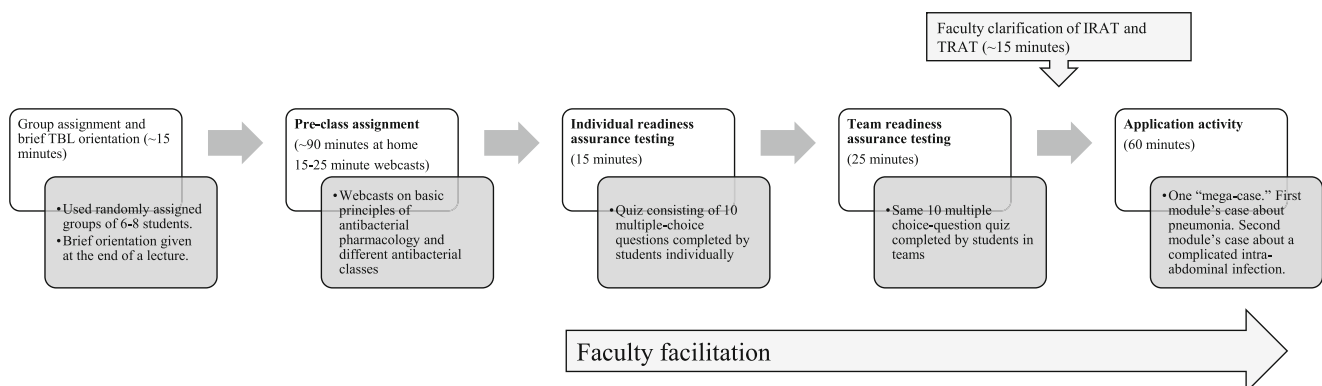 Faculty clarification of IRAT and
TRAT (~15 minutes)
Group assignment and
brief TBL orientation (~15
minutes)
•Used randomly assigned
groups of 6-8 students.
•Brief orientation given
at the end of a lecture.
Pre-class assignment
(~90 minutes at home
15-25 minute webcasts)
•Webcasts on basic
principles of
antibacterial
pharmacology and
different antibacterial
classes
Individual readiness
assurance testing
(15 minutes)
•Quiz consisting of 10
multiple-choice
questions completed by
students individually
Team readiness
assurance testing
(25 minutes)
•Same 10 multiple
choice-question quiz
completed by students in
teams
Application activity
(60 minutes)
•One “mega-case.” First
module’s case about
pneumonia. Second
module’s case about a
complicated intra-
abdominal infection.
Faculty facilitation